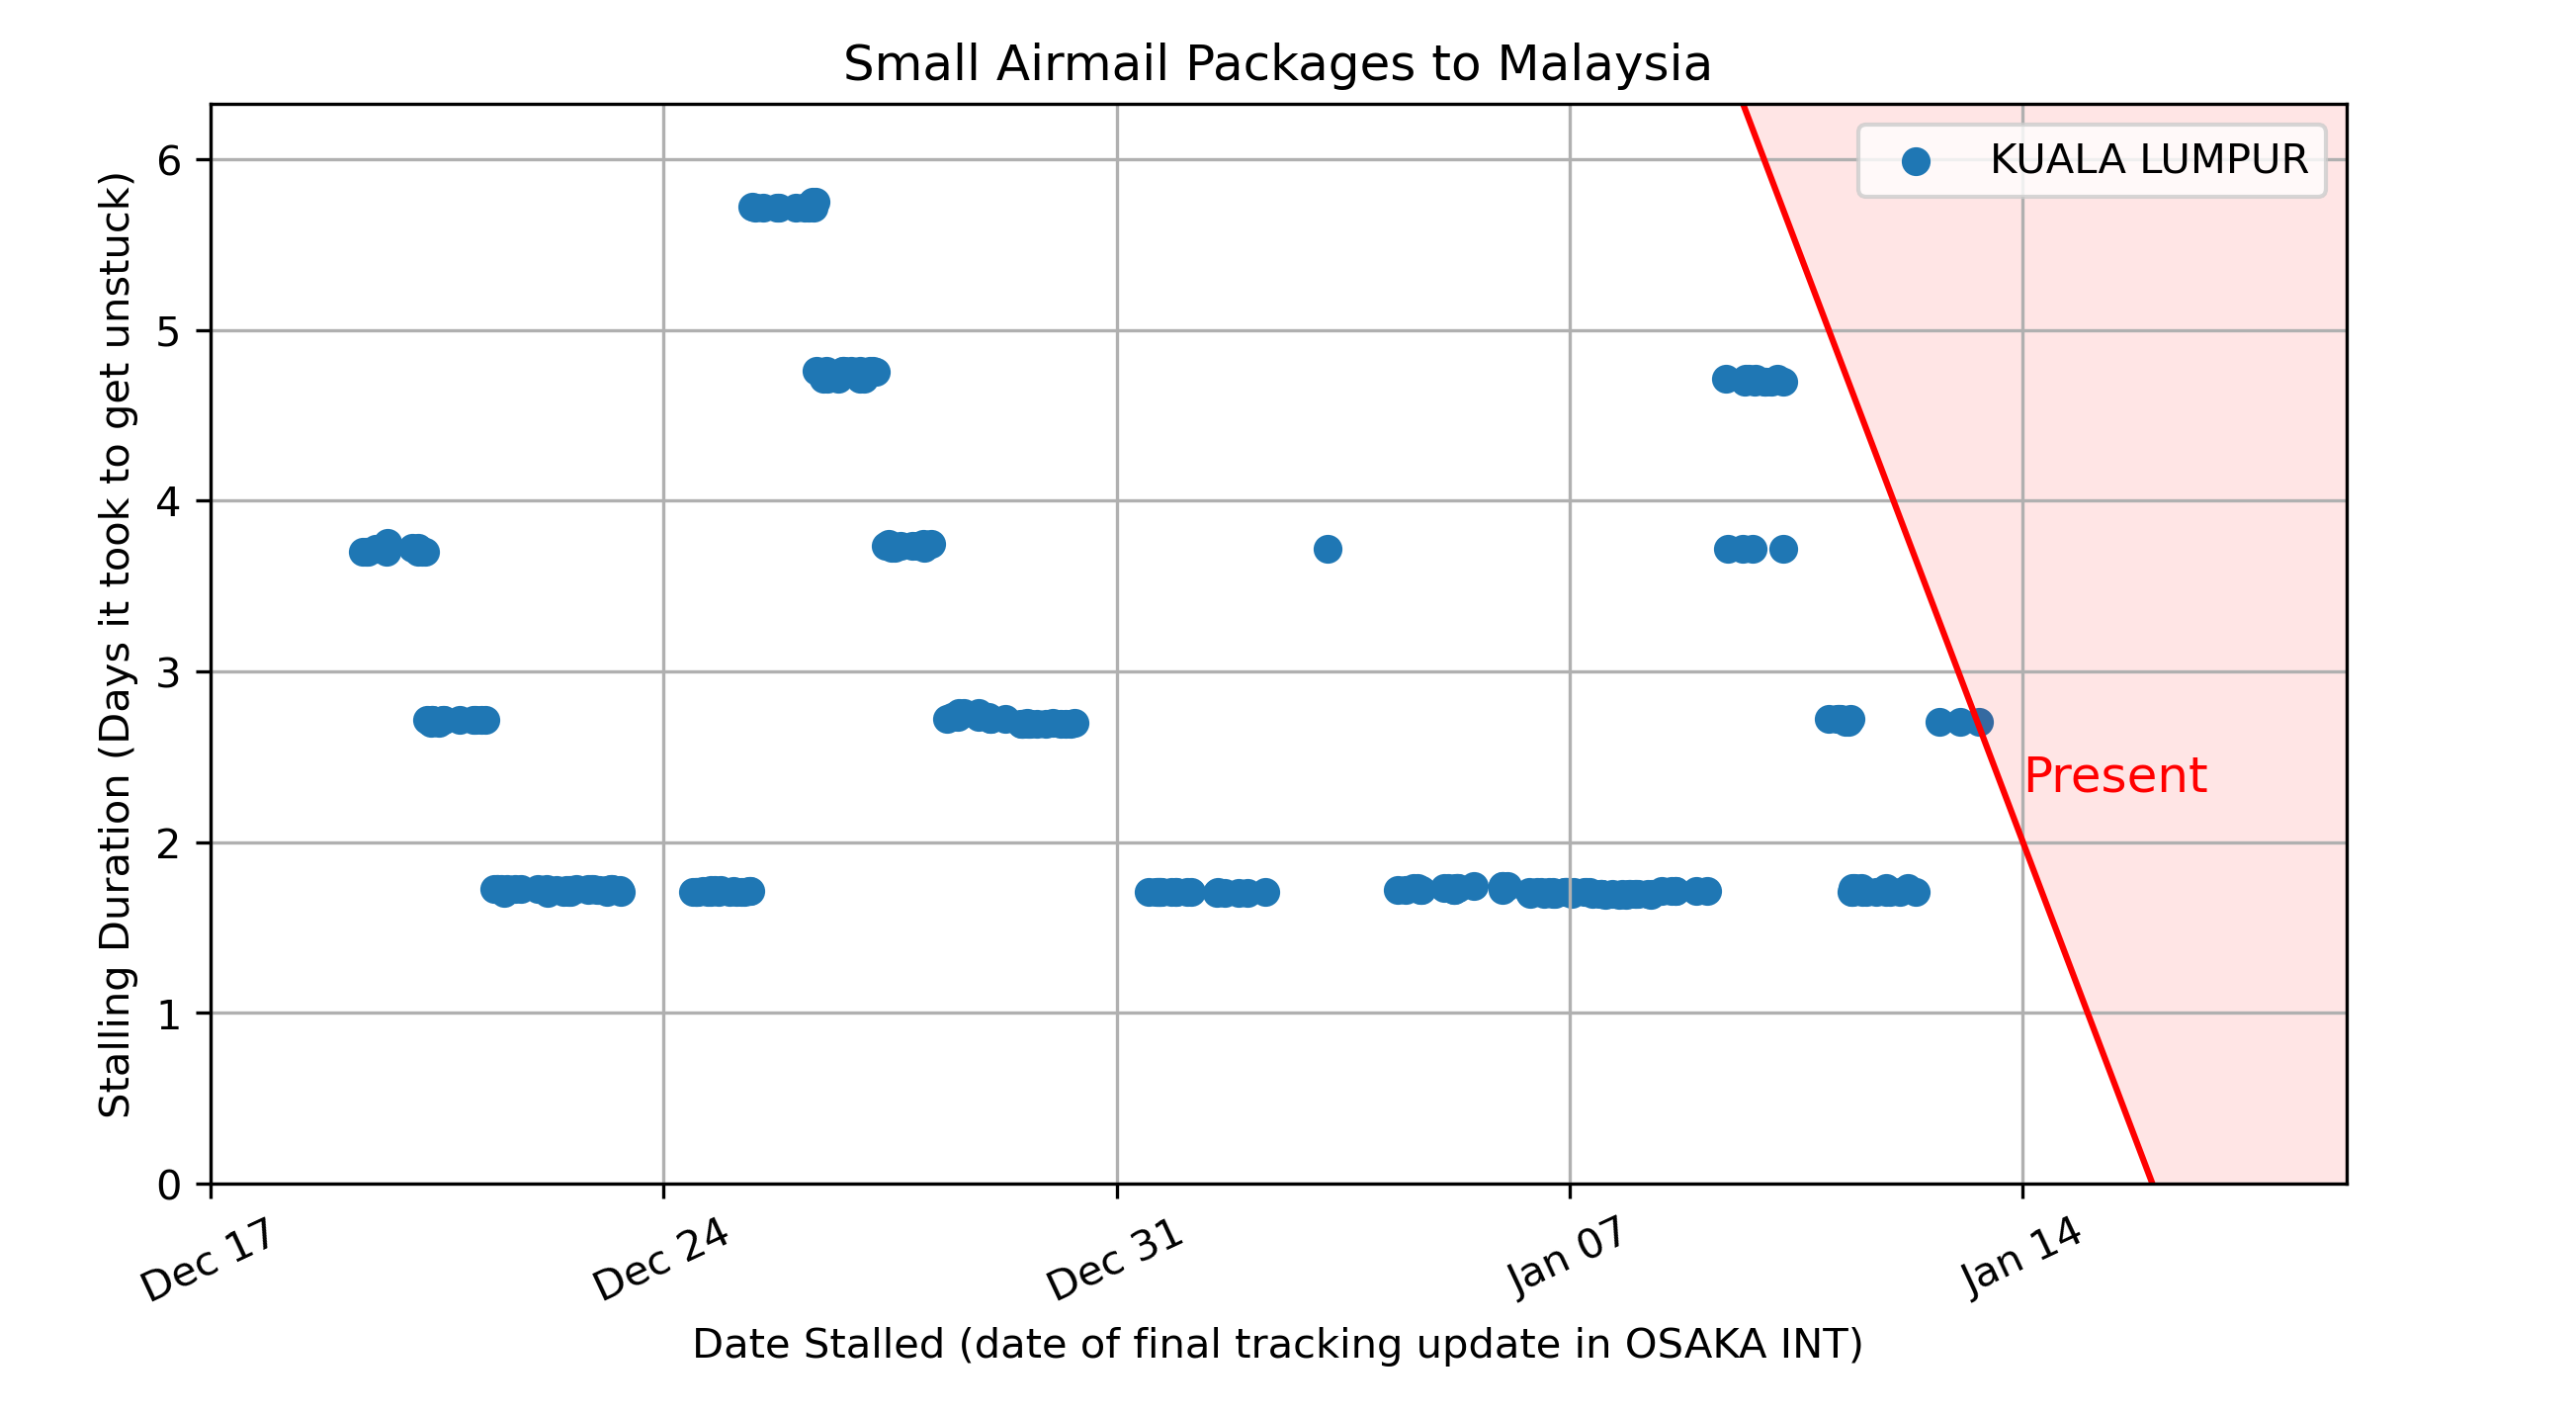 Small Airmail Packages to Malaysia
KUALA LUMPUR
6
5
4
3
2
1
0
Stalling Duration (Days it took to get unstuck)
Present
Dec 17
Dec 24
Dec 31
Jan 07
Jan 14
Date Stalled (date of final tracking update in OSAKA INT)